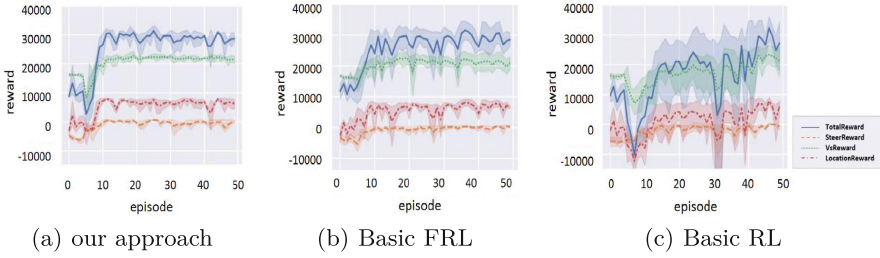 40000
30000
20000
10000
0
-10000
reward
0 10 20 30 40 50
episode
(a) our approach
40000
30000
20000
10000
0
-10000
reward
0 10 20 30 40 50
episode
(b) Basic FRL
40000
30000
20000
10000
0
-10000
reward
0 10 20 30 40 50
episode
(c) Basic RL
TotalReward
SteerReward
VsReward
LocationReward